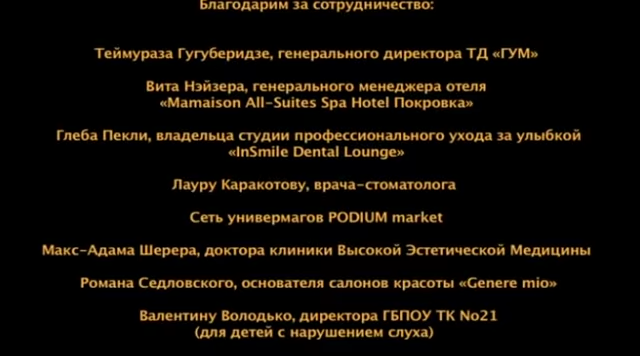 Благодарим за сотрудничество:
Теймураза Гугуберидзе, генерального директора ТД «ГУМ»
Вита Нэйзера, генерального менеджера отеля
«Mamaison All-Suites Spa Hotel Покровка»
Глеба Пекли, владельца студии профессионального ухода за улыбкой
«InSmile Dental Lounge»
Лауру Каракотову, врача-стоматолога
Сеть универмагов PODIUM market
Макс-Адама Шерера, доктора клиники Высокой Эстетической Медицины
Романа Седловского, основателя салонов красоты «Genere mio»
Валентину Володько, директора ГБПОУ ТК No21
(для детей с нарушением слуха)